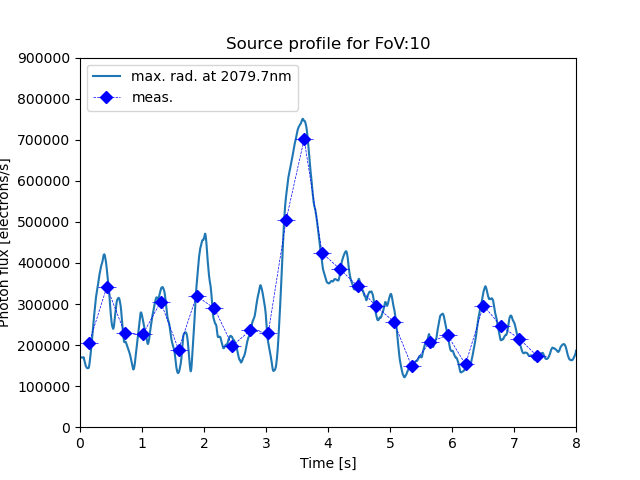 Source profile for FoV:10
max. rad. at 2079.7nm
meas.
900000
800000
700000
600000
500000
400000
300000
200000
100000
0
Photon flux [electrons/s]
0 1 2 3 4 5 6 7 8
Time [s]